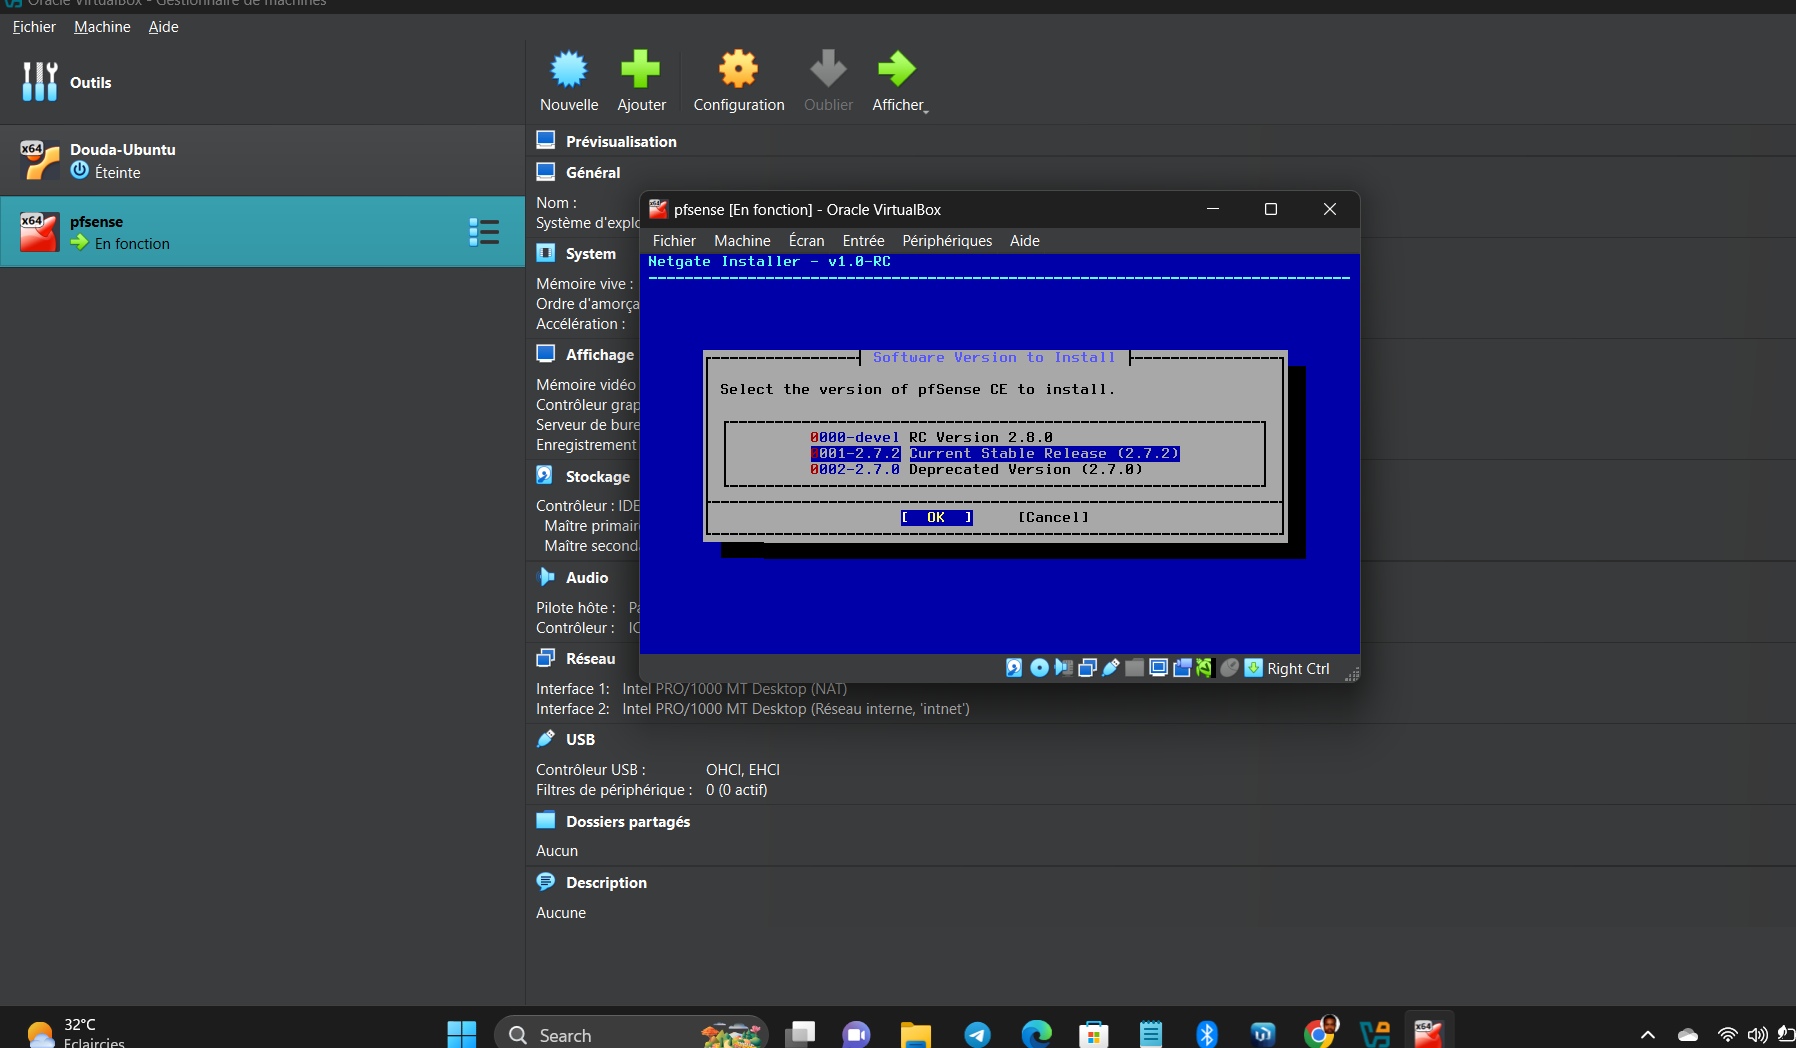 Oracle VirtualBox - Gestionnaire de machines
Fichier Machine Aide
Outils
Nouvelle Ajouter Configuration Oublier Afficher
x64 Douda-Ubuntu
Éteinte
x64 pfsense
En fonction
Prévisualisation
Général
Nom :
Système d'explo
System
Mémoire vive :
Ordre d'amorça
Accélération :
Affichage
Mémoire vidéo
Contrôleur grap
Serveur de bure
Enregistrement
Stockage
Contrôleur : IDE
Maître primair
Maître second
Audio
Pilote hôte : Pa
Contrôleur : IC
Réseau
Interface 1: Intel PRO/1000 MT Desktop (NAT)
Interface 2: Intel PRO/1000 MT Desktop (Réseau interne, 'intnet')
USB
Contrôleur USB : OHCI, EHCI
Filtres de périphérique : 0 (0 actif)
Dossiers partagés
Aucun
Description
Aucune
x64 pfsense [En fonction] - Oracle VirtualBox
Fichier Machine Écran Entrée Périphériques Aide
Netgate Installer - v1.0-RC
Software Version to Install
Select the version of pfSense CE to install.
0000-devel RC Version 2.8.0
0001-2.7.2 Current Stable Release (2.7.2)
0002-2.7.0 Deprecated Version (2.7.0)
[ OK ] [Cancel]
Right Ctrl
32°C
Eclaircies
Search
x64